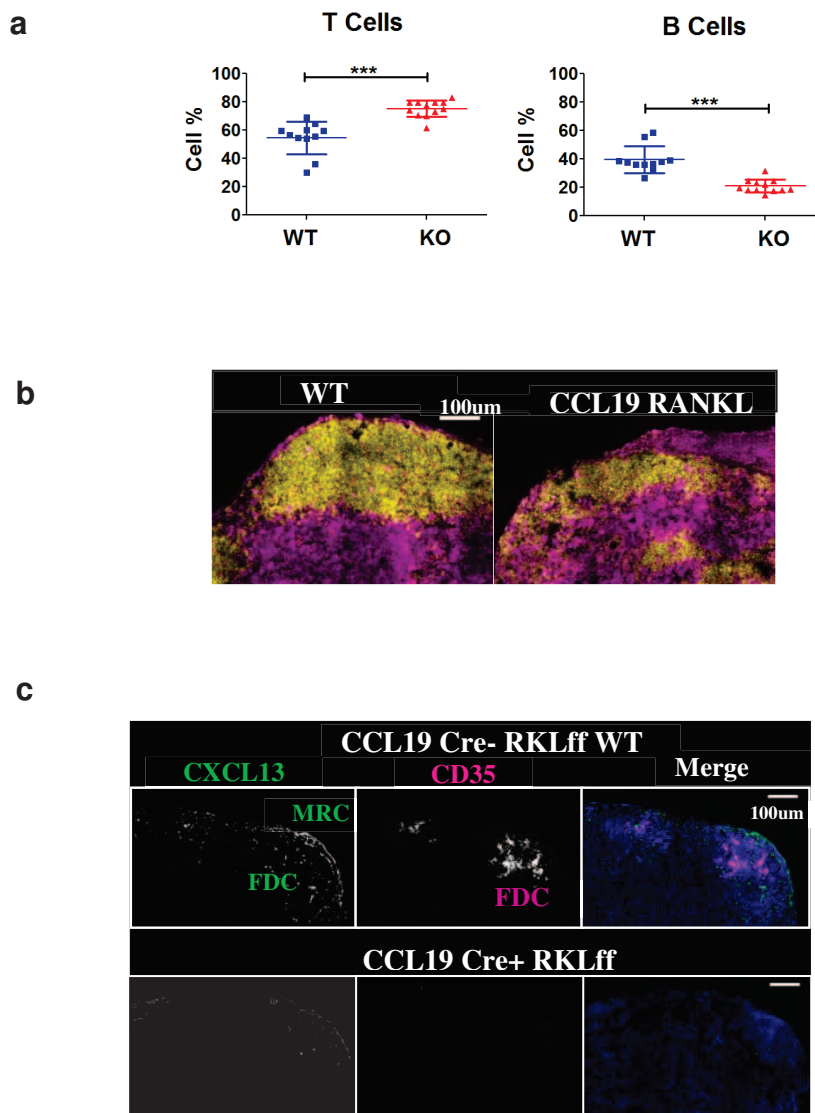 a
T Cells
B Cells
***
***
Cell %
100
80
60
40
20
0
WT
KO
Cell %
100
80
60
40
20
0
WT
KO
b
WT
100um
CCL19 RANKL
c
CCL19 Cre- RKLff WT
CXCL13
CD35
Merge
MRC
100um
FDC
FDC
CCL19 Cre+ RKLff